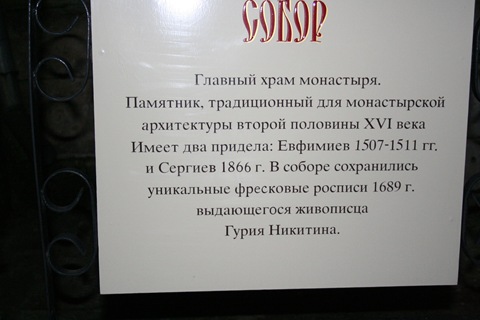 СОБОР
Главный храм монастыря.
Памятник, традиционный для монастырской
архитектуры второй половины XVI века
Имеет два придела: Евфимиев 1507-1511 гг.
и Сергиев 1866 г. В соборе сохранились
уникальные фресковые росписи 1689 г.
выдающегося живописца
Гурия Никитина.